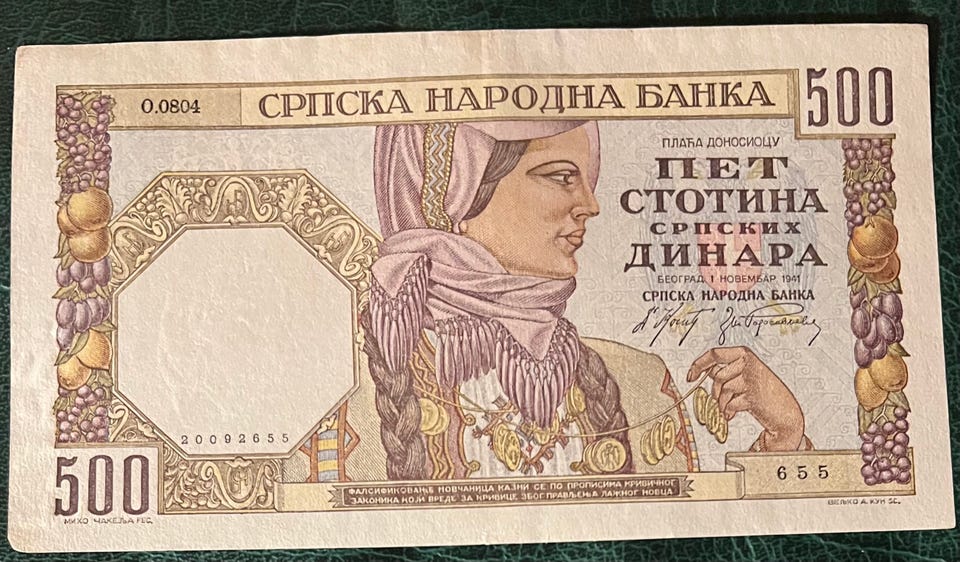 О.0804
СРПСКА НАРОДНА БАНКА
500
ПЛАЋА ДОНОСИОЦУ
ПЕТ
СТОТИНА
СРПСКИХ
ДИНАРА
БЕОГРАД, 1 НОВЕМБАР 1941
СРПСКА НАРОДНА БАНКА
20092655
500
655
ФАЛСИФИКОВАЊЕ НОВЧАНИЦА КАЗНИ СЕ ПО ПРОПИСИМА КРИВИЧНОГ
ЗАКОНИКА КОЈИ ВРЕДЕ ЗА КРИВИЦЕ ЗБОГ ПРАВЉЕЊА ЛАЖНОГ НОВЦА
МИХО ЧАКЕЉА FEC.
ВЕЉКО А. КУН SC.